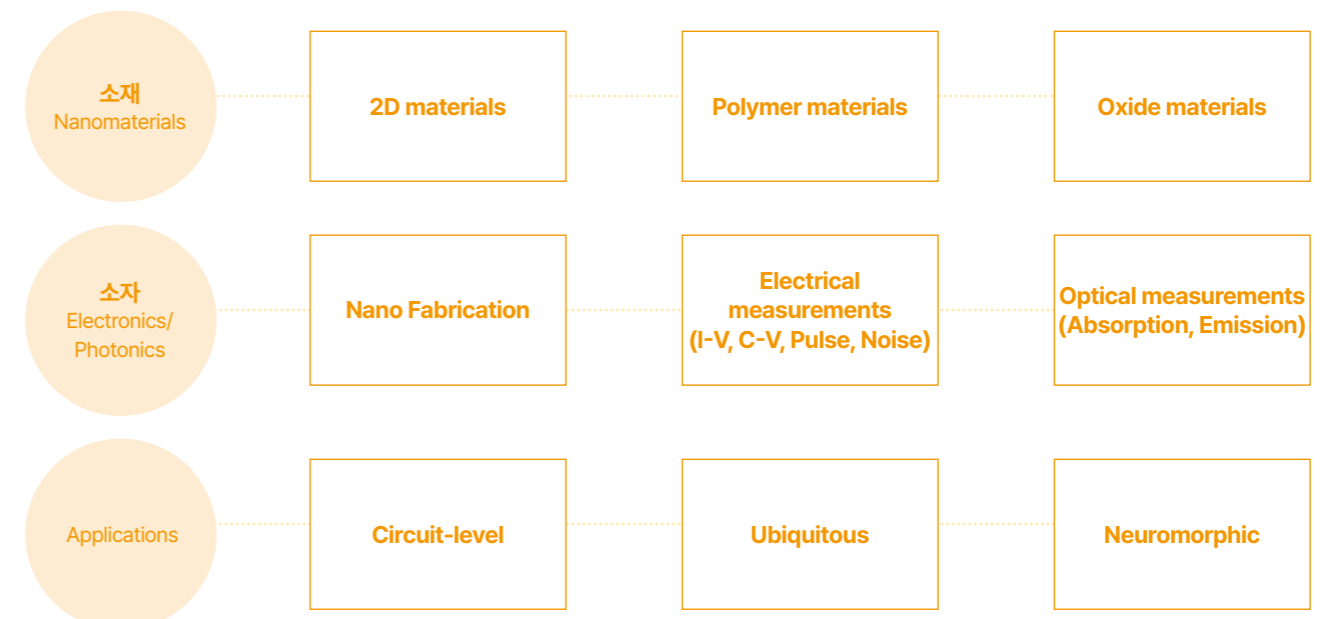 소재
Nanomaterials
2D materials
Polymer materials
Oxide materials
소자
Electronics/
Photonics
Nano Fabrication
Electrical
measurements
(I-V, C-V, Pulse, Noise)
Optical measurements
(Absorption, Emission)
Applications
Circuit-level
Ubiquitous
Neuromorphic